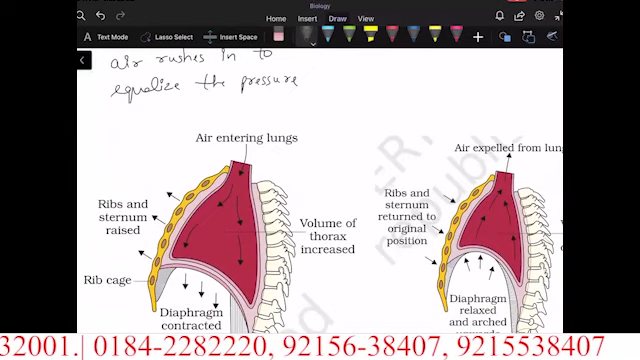 Biology
Home Insert Draw View
Text Mode Lasso Select Insert Space
air rushes in to
equalize the pressure
Air entering lungs
Ribs and
sternum
raised
Volume of
thorax
increased
Rib cage
Diaphragm
contracted
Air expelled from lung
Ribs and
sternum
returned to
original
position
Diaphragm
relaxed
and arched
upwards
32001.| 0184-2282220, 92156-38407, 9215538407